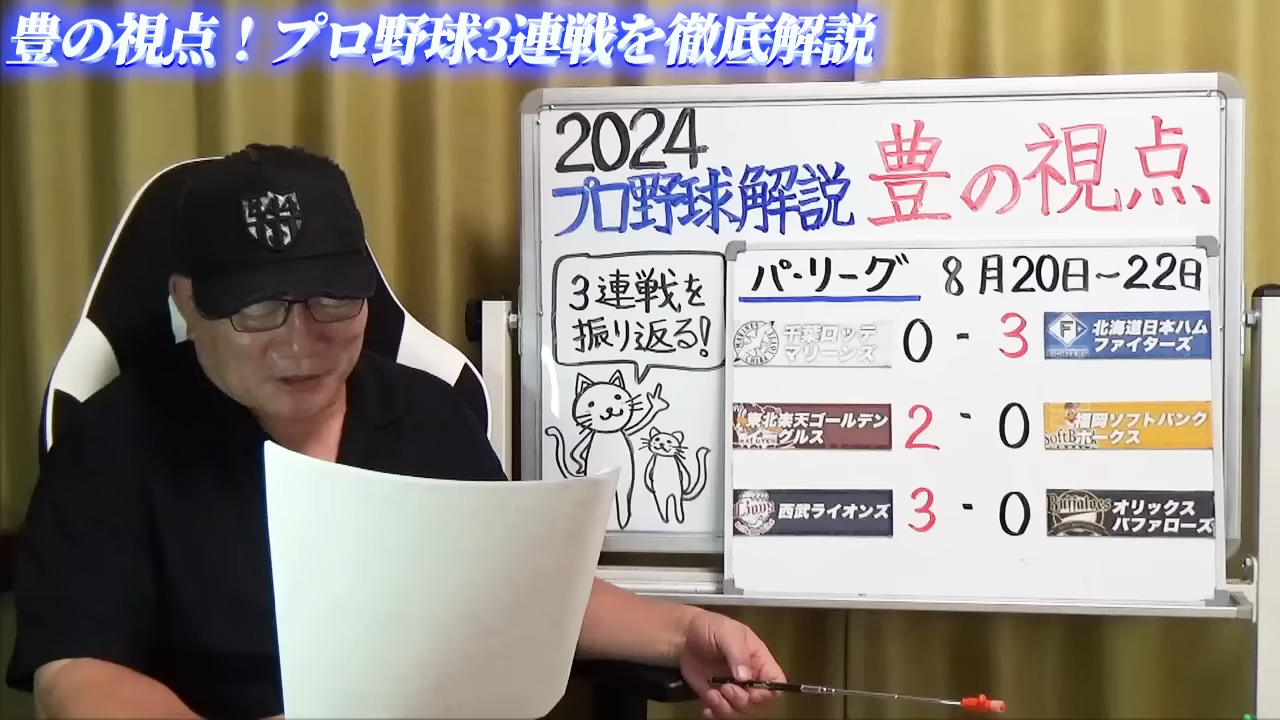 豊の視点！プロ野球3連戦を徹底解説
2024
プロ野球解説 豊の視点
3連戦を
振り返る!
パ・リーグ 8月20日~22日
千葉ロッテ
マリーンズ
0 - 3
北海道日本ハム
ファイターズ
東北楽天ゴールデン
グルス
2 - 0
福岡ソフトバンク
ホークス
西武ライオンズ
3 - 0
Buffaloes
オリックス
バファローズ